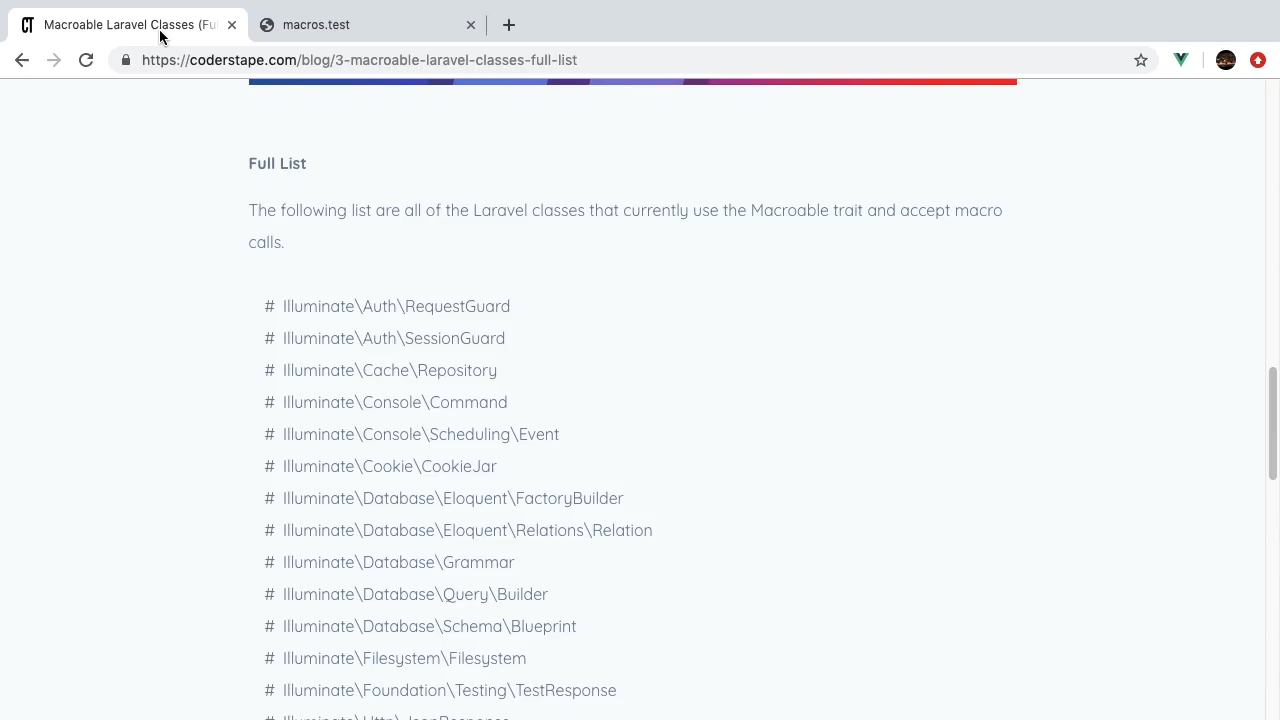 CT Macroable Laravel Classes (Fu
macros.test
https://coderstape.com/blog/3-macroable-laravel-classes-full-list
Full List
The following list are all of the Laravel classes that currently use the Macroable trait and accept macro
calls.
# Illuminate\Auth\RequestGuard
# Illuminate\Auth\SessionGuard
# Illuminate\Cache\Repository
# Illuminate\Console\Command
# Illuminate\Console\Scheduling\Event
# Illuminate\Cookie\CookieJar
# Illuminate\Database\Eloquent\FactoryBuilder
# Illuminate\Database\Eloquent\Relations\Relation
# Illuminate\Database\Grammar
# Illuminate\Database\Query\Builder
# Illuminate\Database\Schema\Blueprint
# Illuminate\Filesystem\Filesystem
# Illuminate\Foundation\Testing\TestResponse
# Illuminate\Http\JsonResponse